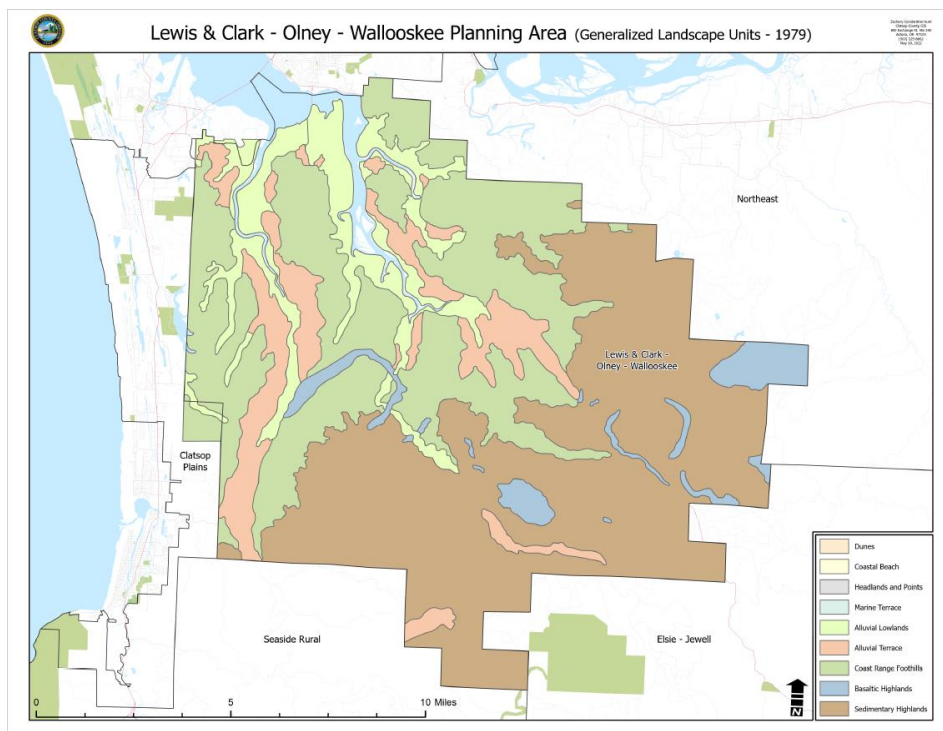 Lewis & Clark - Olney - Wallooskee Planning Area (Generalized Landscape Units - 1979)
Northeast
Lewis & Clark -
Olney - Wallooskee
Clatsop
Plains
Seaside Rural
Elsie - Jewell
Dunes
Coastal Beach
Headlands and Points
Marine Terrace
Alluvial Lowlands
Alluvial Terrace
Coast Range Foothills
Basaltic Highlands
Sedimentary Highlands
0 5 10 Miles
N